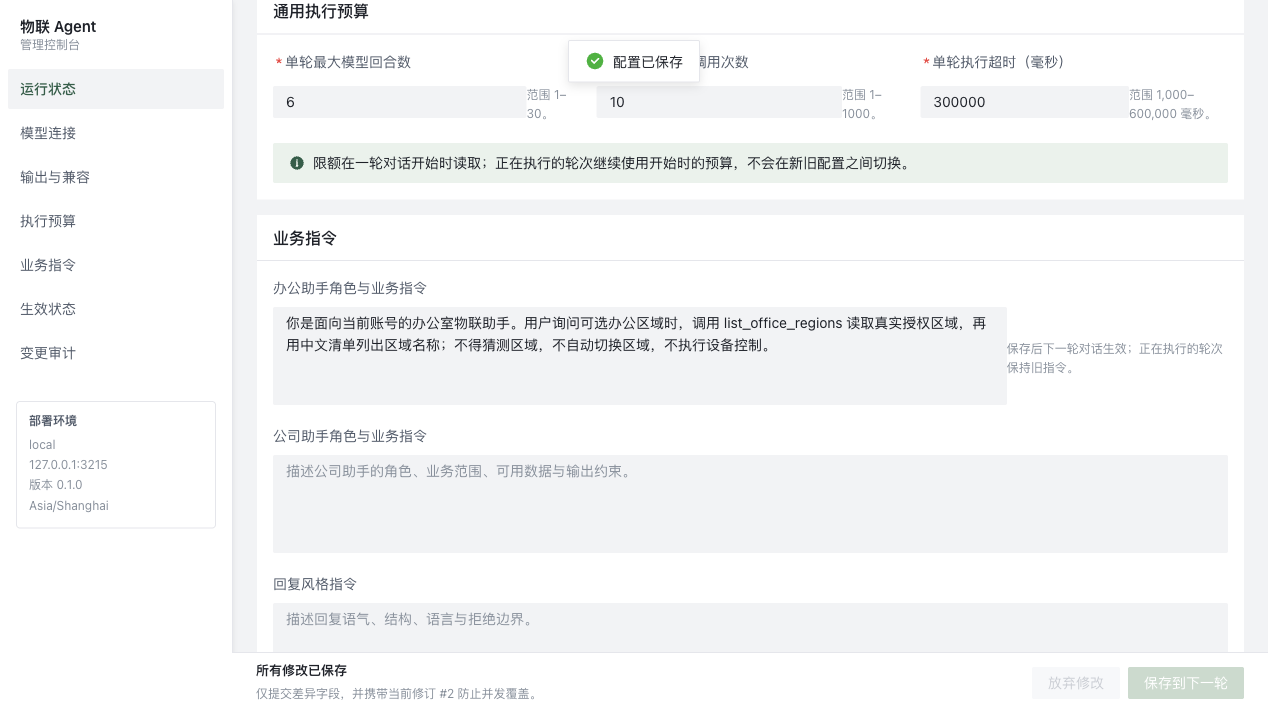 物联 Agent
管理控制台
运行状态
模型连接
输出与兼容
执行预算
业务指令
生效状态
变更审计
部署环境
local
127.0.0.1:3215
版本 0.1.0
Asia/Shanghai
通用执行预算
配置已保存
* 单轮最大模型回合数
调用次数
* 单轮执行超时（毫秒）
6
范围 1–
30。
10
范围 1–
1000。
300000
范围 1,000–
600,000 毫秒。
限额在一轮对话开始时读取；正在执行的轮次继续使用开始时的预算，不会在新旧配置之间切换。
业务指令
办公助手角色与业务指令
你是面向当前账号的办公室物联助手。用户询问可选办公区域时，调用 list_office_regions 读取真实授权区域，再
用中文清单列出区域名称；不得猜测区域，不自动切换区域，不执行设备控制。
保存后下一轮对话生效；正在执行的轮次
保持旧指令。
公司助手角色与业务指令
描述公司助手的角色、业务范围、可用数据与输出约束。
回复风格指令
描述回复语气、结构、语言与拒绝边界。
所有修改已保存
仅提交差异字段，并携带当前修订 #2 防止并发覆盖。
放弃修改
保存到下一轮